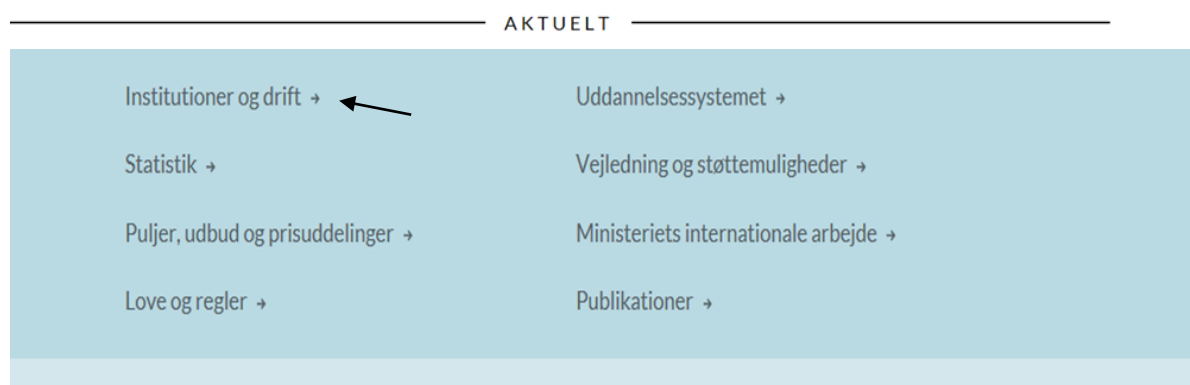 AKTUELT
Institutioner og drift →
Uddannelsessystemet →
Statistik →
Vejledning og støttemuligheder →
Puljer, udbud og prisuddelinger →
Ministeriets internationale arbejde →
Love og regler →
Publikationer →